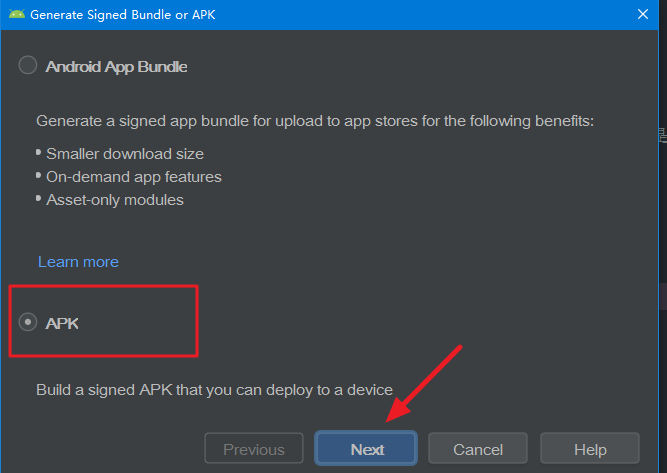 Generate Signed Bundle or APK
Android App Bundle
Generate a signed app bundle for upload to app stores for the following benefits:
Smaller download size
On-demand app features
Asset-only modules
Learn more
APK
Build a signed APK that you can deploy to a device
Previous Next Cancel Help